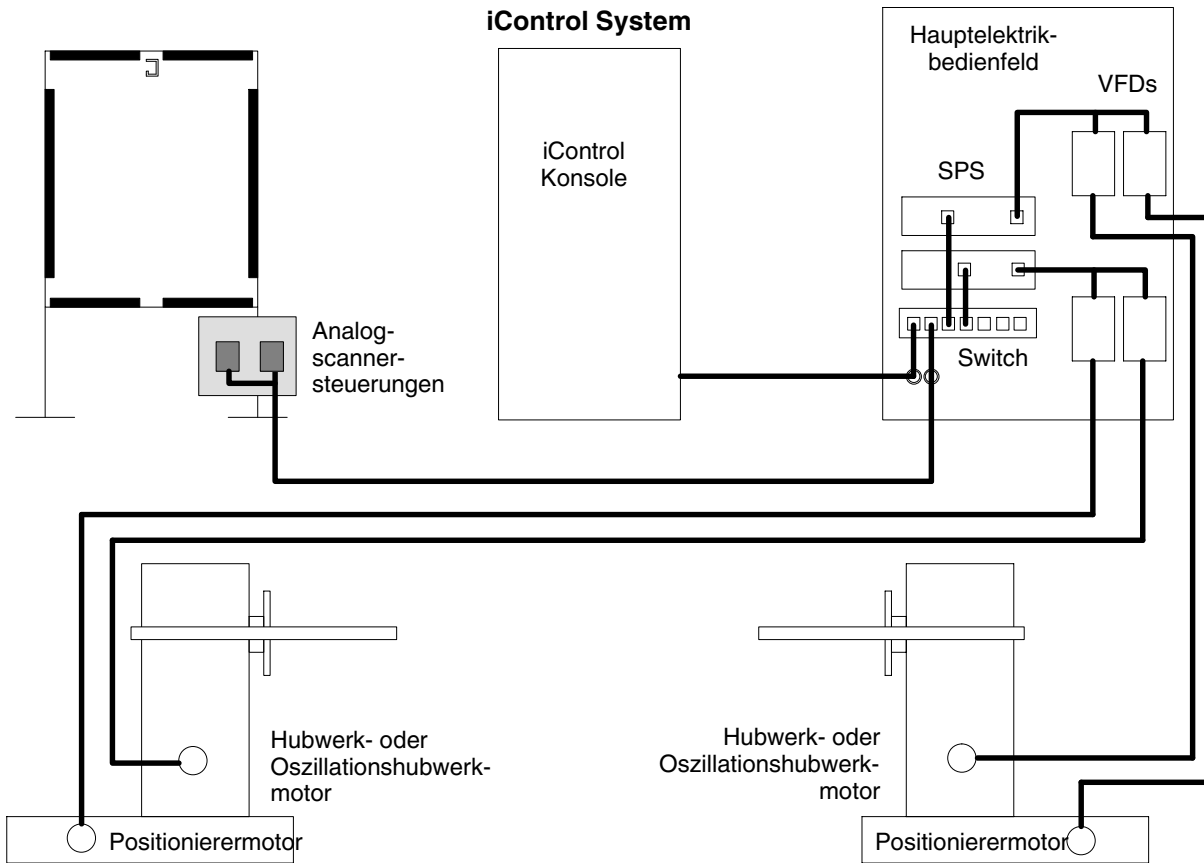 iControl System
Hauptelektrik-
bedienfeld
VFDs
iControl
Konsole
SPS
Analog-
scanner-
steuerungen
Switch
Hubwerk- oder
Oszillationshubwerk-
motor
Hubwerk- oder
Oszillationshubwerk-
motor
Positionierermotor
Positionierermotor